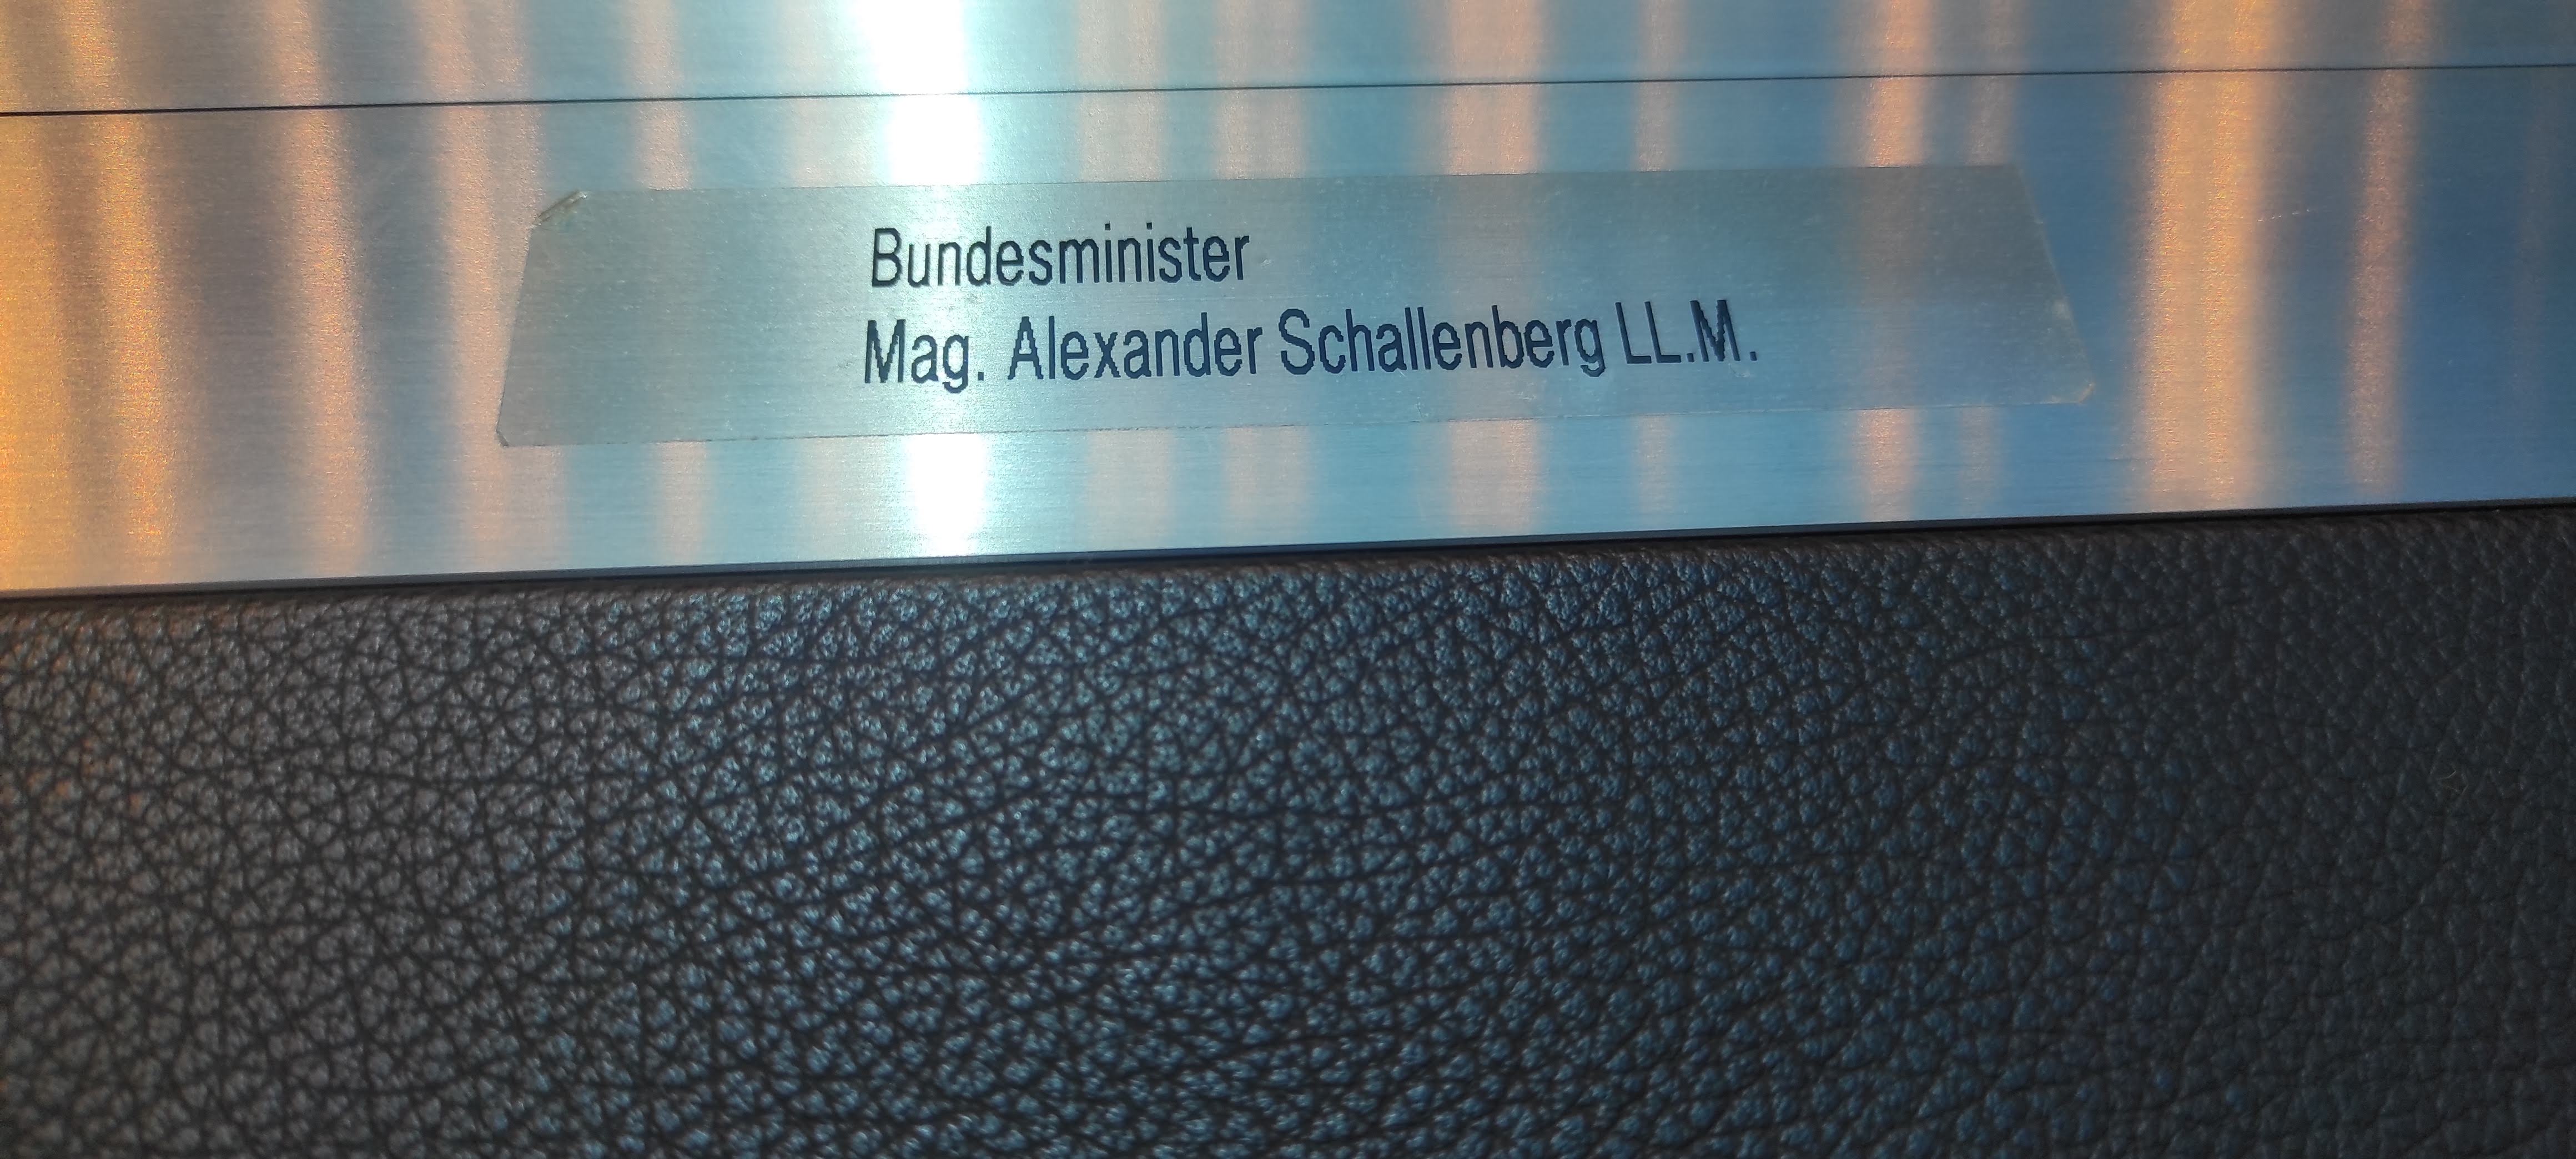 Bundesminister
Mag. Alexander Schallenberg LL.M.